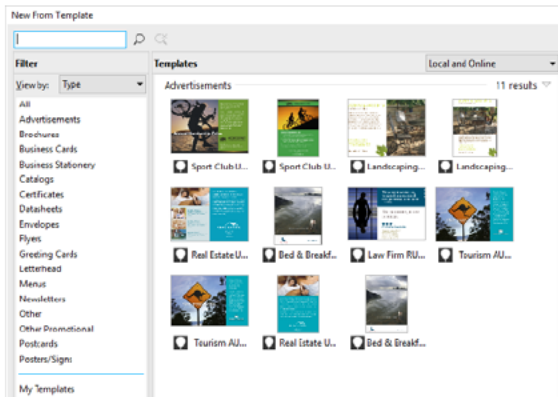 New From Template
Filter
Templates
Local and Online
View by: Type
Advertisements
11 results
All
Advertisements
Brochures
Business Cards
Business Stationery
Catalogs
Certificates
Datasheets
Envelopes
Flyers
Greeting Cards
Letterhead
Menus
Newsletters
Other
Other Promotional
Postcards
Posters/Signs
My Templates
Sport Club U...
Sport Club U...
Landscaping...
Landscaping...
Real Estate U...
Bed & Breakf...
Law Firm RU...
Tourism AU...
Tourism AU...
Real Estate U...
Bed & Breakf...